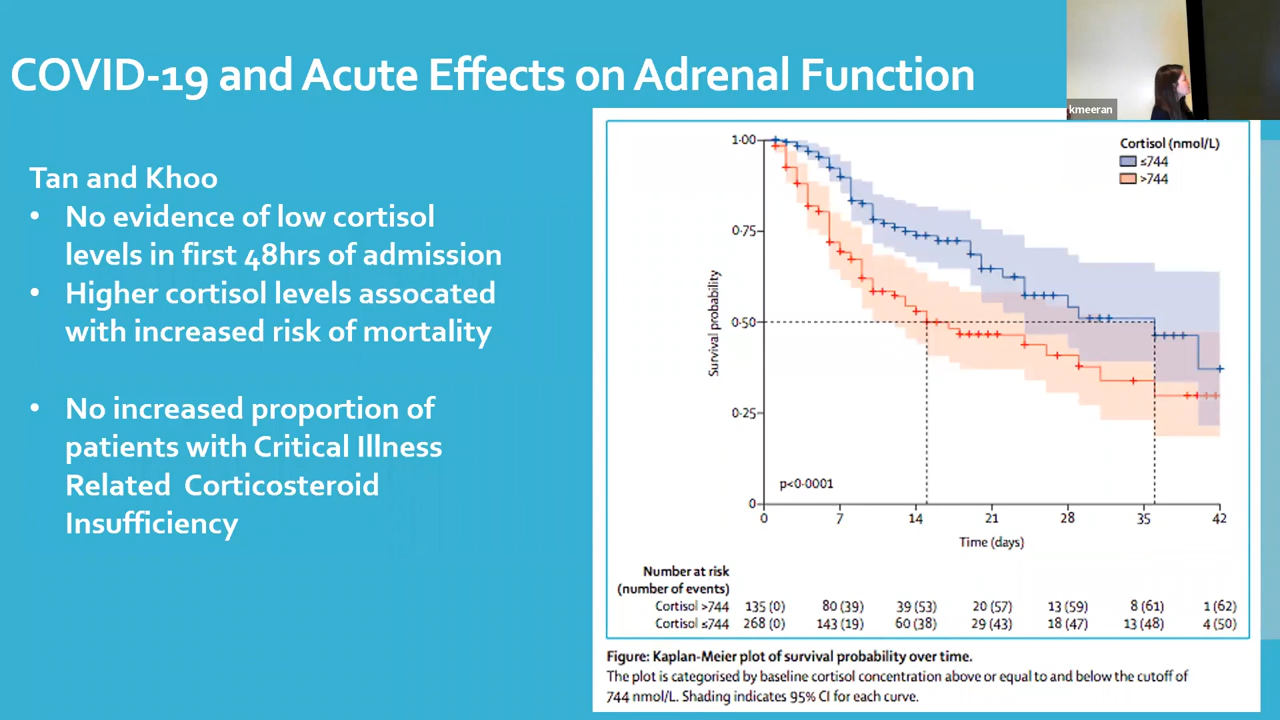 COVID-19 and Acute Effects on Adrenal Function
kmeeran
Tan and Khoo
• No evidence of low cortisol
levels in first 48hrs of admission
• Higher cortisol levels assocated
with increased risk of mortality
• No increased proportion of
patients with Critical Illness
Related Corticosteroid
Insufficiency
Cortisol (nmol/L)
≤744
>744
1·00
0·75
0·50
0·25
0
Survival probability
p<0·0001
0 7 14 21 28 35 42
Time (days)
Number at risk
(number of events)
Cortisol >744 135 (0) 80 (39) 39 (53) 20 (57) 13 (59) 8 (61) 1 (62)
Cortisol ≤744 268 (0) 143 (19) 60 (38) 29 (43) 18 (47) 13 (48) 4 (50)
Figure: Kaplan-Meier plot of survival probability over time.
The plot is categorised by baseline cortisol concentration above or equal to and below the cutoff of
744 nmol/L. Shading indicates 95% CI for each curve.